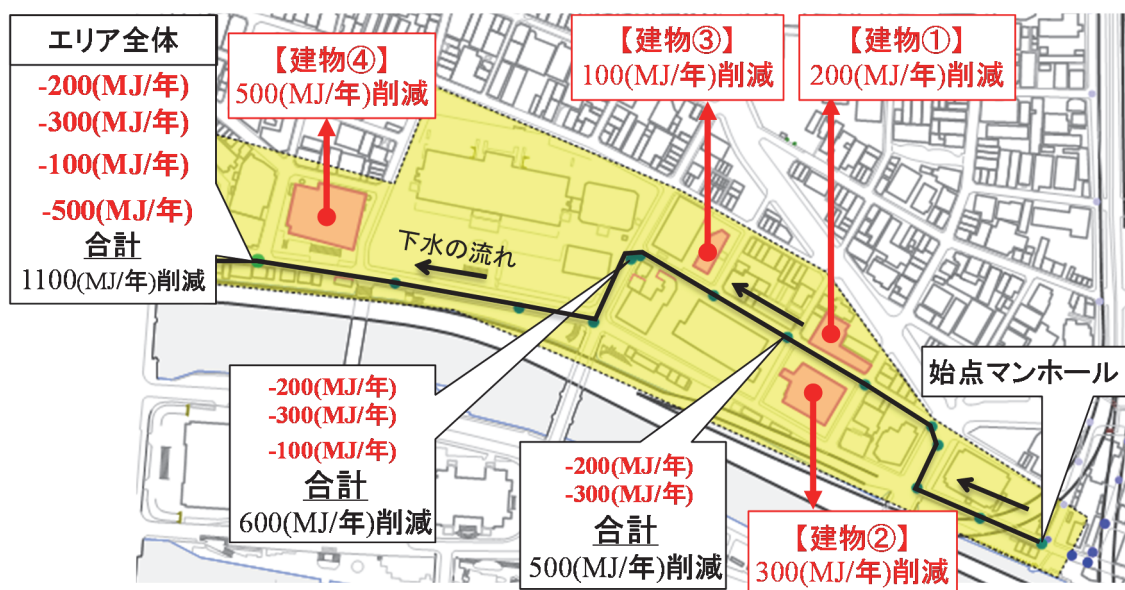 エリア全体
-200(MJ/年)
-300(MJ/年)
-100(MJ/年)
-500(MJ/年)
合計
1100(MJ/年)削減
【建物④】
500(MJ/年)削減
【建物③】
100(MJ/年)削減
【建物①】
200(MJ/年)削減
下水の流れ
始点マンホール
-200(MJ/年)
-300(MJ/年)
-100(MJ/年)
合計
600(MJ/年)削減
-200(MJ/年)
-300(MJ/年)
合計
500(MJ/年)削減
【建物②】
300(MJ/年)削減